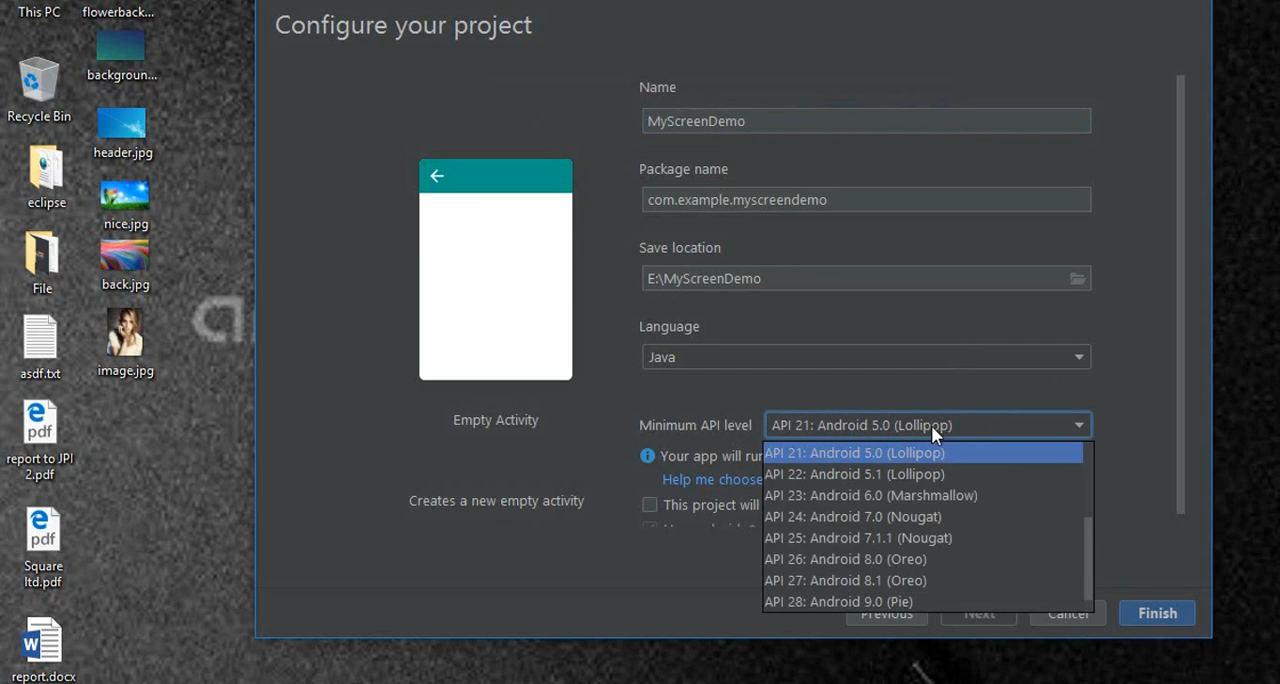 This PC
flowerback...
Recycle Bin
backgroun...
header.jpg
eclipse
nice.jpg
File
back.jpg
asdf.txt
image.jpg
pdf
report to JPI
2.pdf
pdf
Square
ltd.pdf
W
report.docx
Configure your project
Name
MyScreenDemo
Package name
com.example.myscreendemo
Save location
E:\MyScreenDemo
Language
Java
Empty Activity
Creates a new empty activity
Minimum API level
API 21: Android 5.0 (Lollipop)
Your app will run
Help me choose
This project will
API 21: Android 5.0 (Lollipop)
API 22: Android 5.1 (Lollipop)
API 23: Android 6.0 (Marshmallow)
API 24: Android 7.0 (Nougat)
API 25: Android 7.1.1 (Nougat)
API 26: Android 8.0 (Oreo)
API 27: Android 8.1 (Oreo)
API 28: Android 9.0 (Pie)
Previous
Next
Cancel
Finish